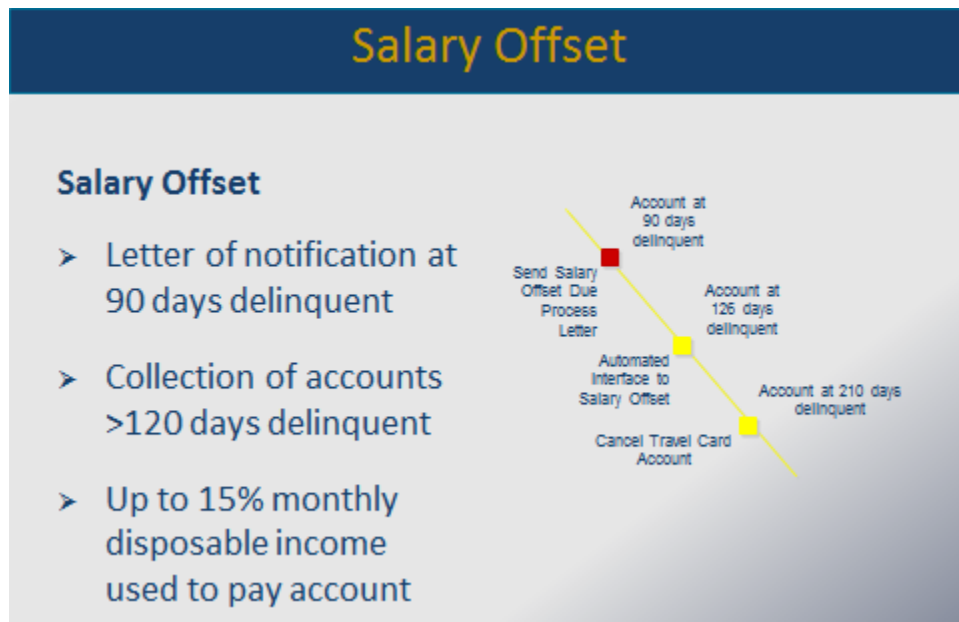 Salary Offset
Salary Offset
➢ Letter of notification at
90 days delinquent
➢ Collection of accounts
>120 days delinquent
➢ Up to 15% monthly
disposable income
used to pay account
Account at
90 days
delinquent
Send Salary
Offset Due
Process
Letter
Account at
126 days
delinquent
Automated
Interface to
Salary Offset
Account at 210 days
delinquent
Cancel Travel Card
Account